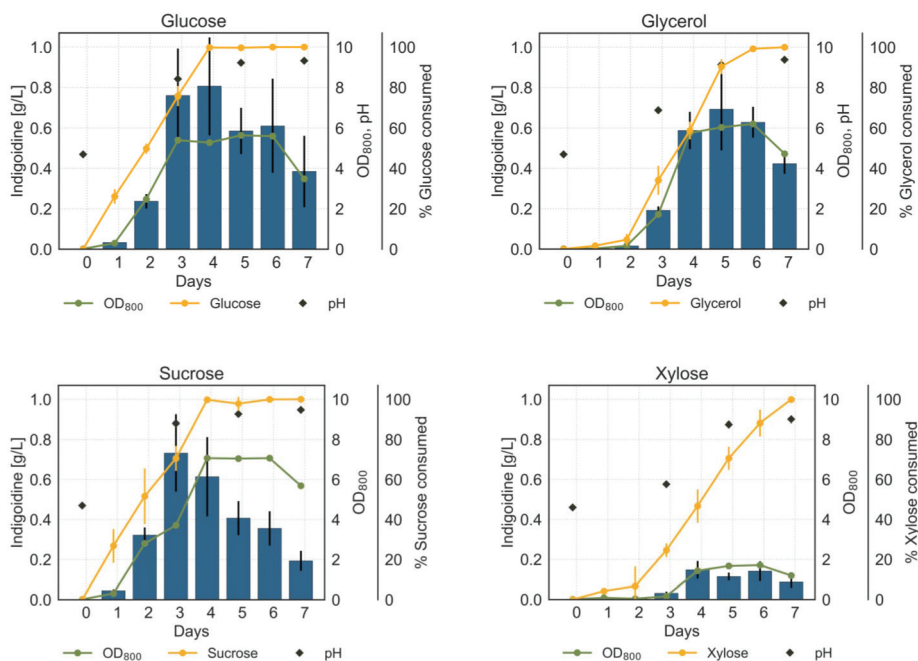 Glucose
Indigoidine [g/L]
1.0
0.8
0.6
0.4
0.2
0.0
0 1 2 3 4 5 6 7
Days
10
8
6
4
2
0
OD800, pH
100
80
60
40
20
0
% Glucose consumed
OD800 Glucose pH
Glycerol
Indigoidine [g/L]
1.0
0.8
0.6
0.4
0.2
0.0
0 1 2 3 4 5 6 7
Days
10
8
6
4
2
0
OD800, pH
100
80
60
40
20
0
% Glycerol consumed
OD800 Glycerol pH
Sucrose
Indigoidine [g/L]
1.0
0.8
0.6
0.4
0.2
0.0
0 1 2 3 4 5 6 7
Days
10
8
6
4
2
0
OD800
100
80
60
40
20
0
% Sucrose consumed
OD800 Sucrose pH
Xylose
Indigoidine [g/L]
1.0
0.8
0.6
0.4
0.2
0.0
0 1 2 3 4 5 6 7
Days
10
8
6
4
2
0
OD800
100
80
60
40
20
0
% Xylose consumed
OD800 Xylose pH